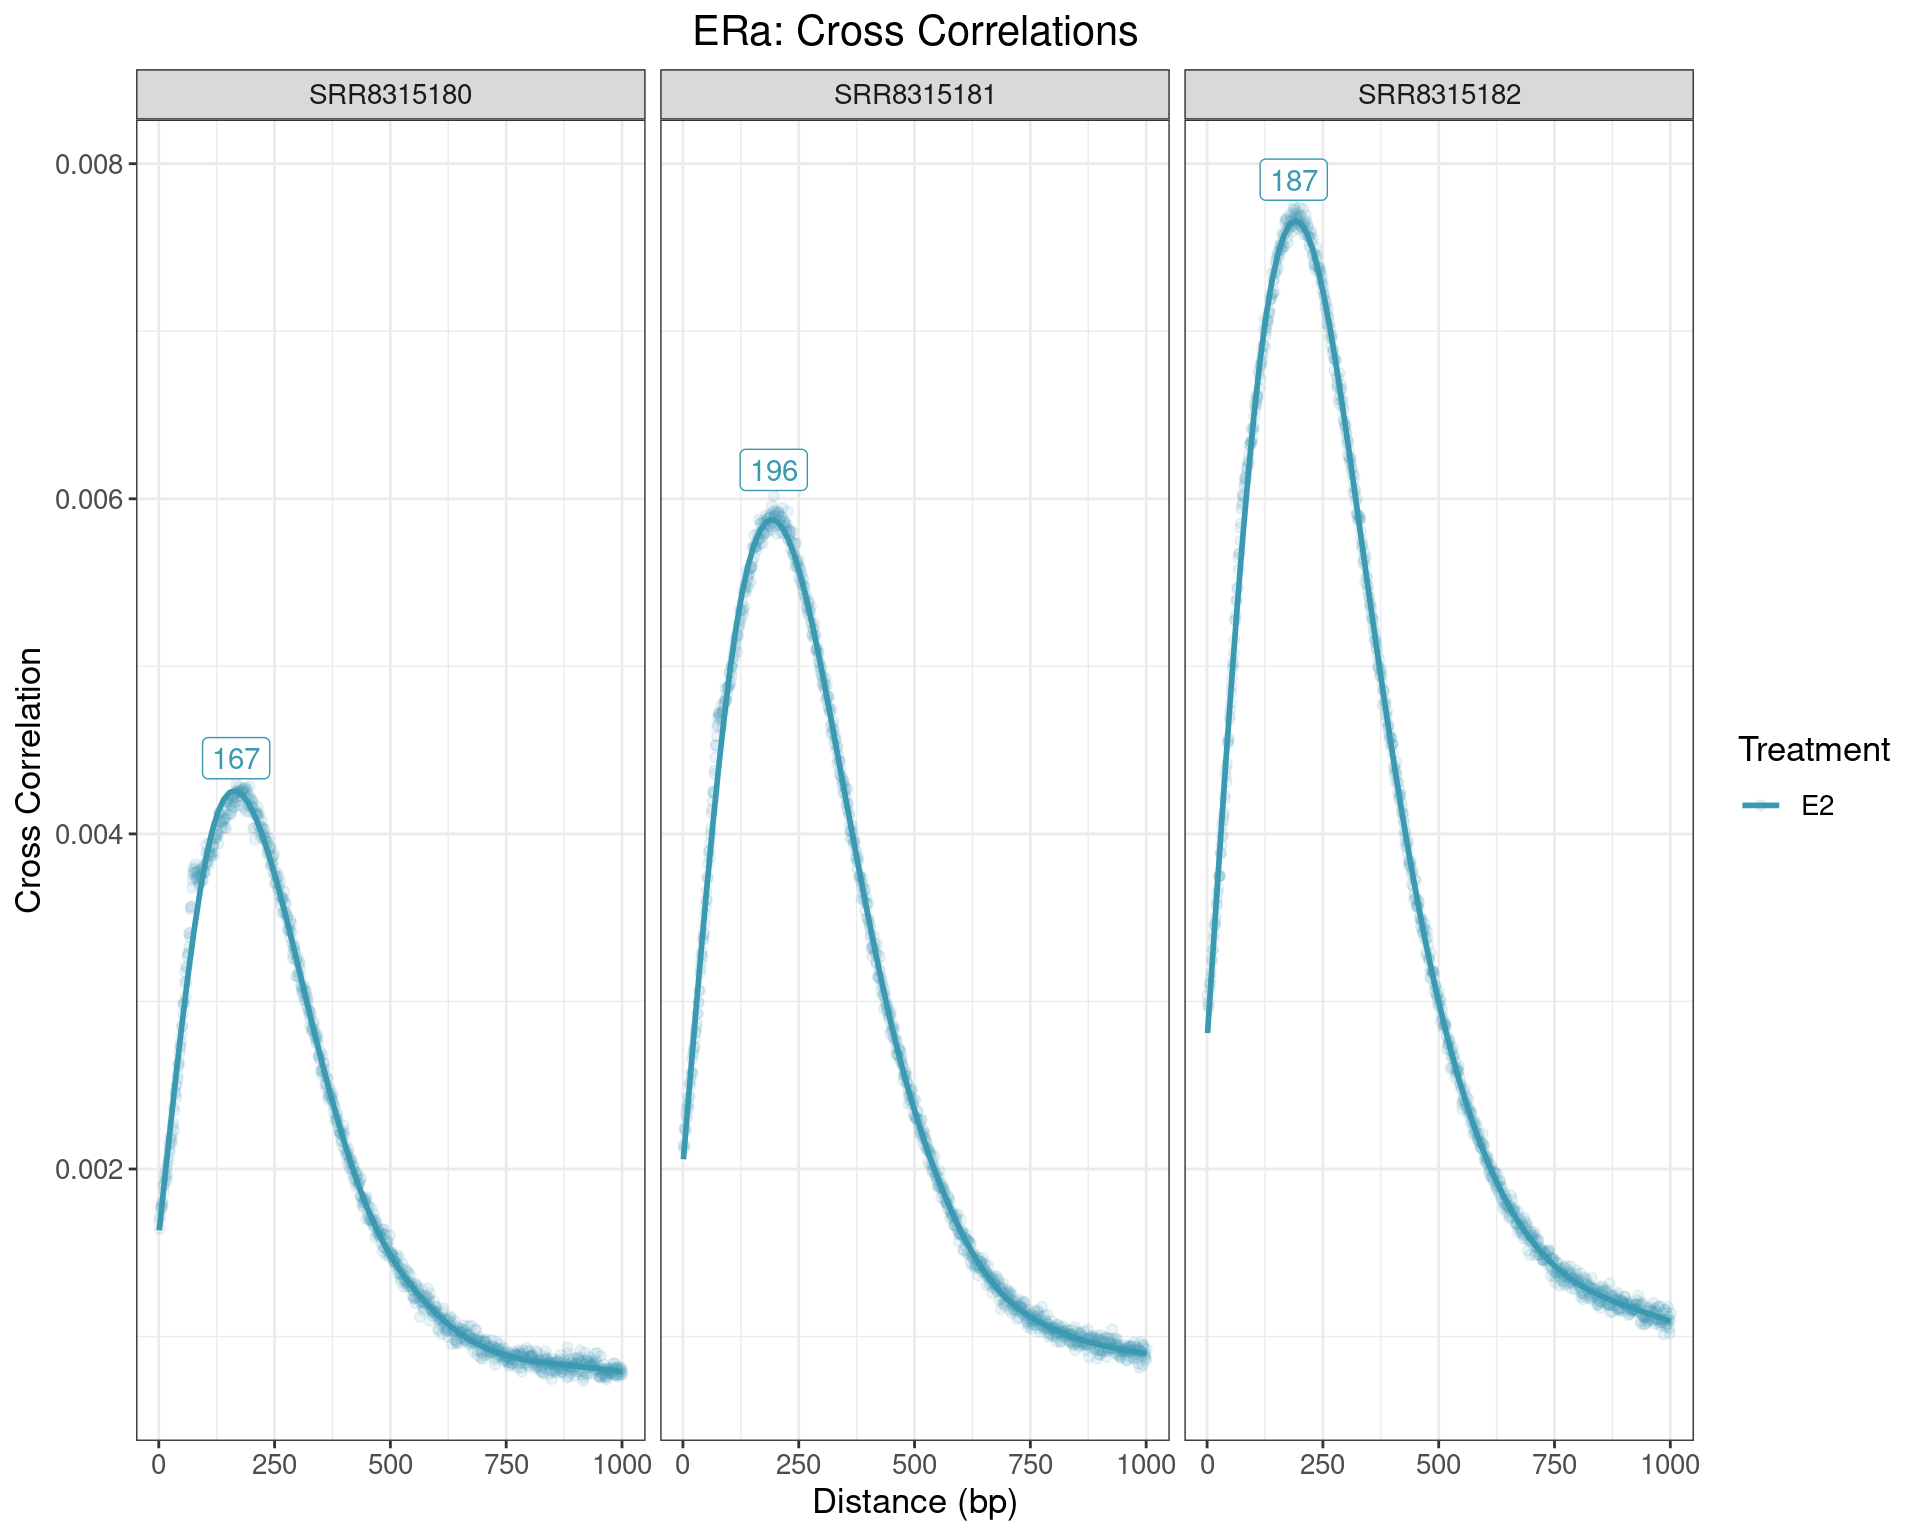 ERa: Cross Correlations
SRR8315180 SRR8315181 SRR8315182
0.008
0.006
0.004
0.002
Cross Correlation
167
196
187
0 250 500 750 1000 0 250 500 750 1000 0 250 500 750 1000
Distance (bp)
Treatment
E2